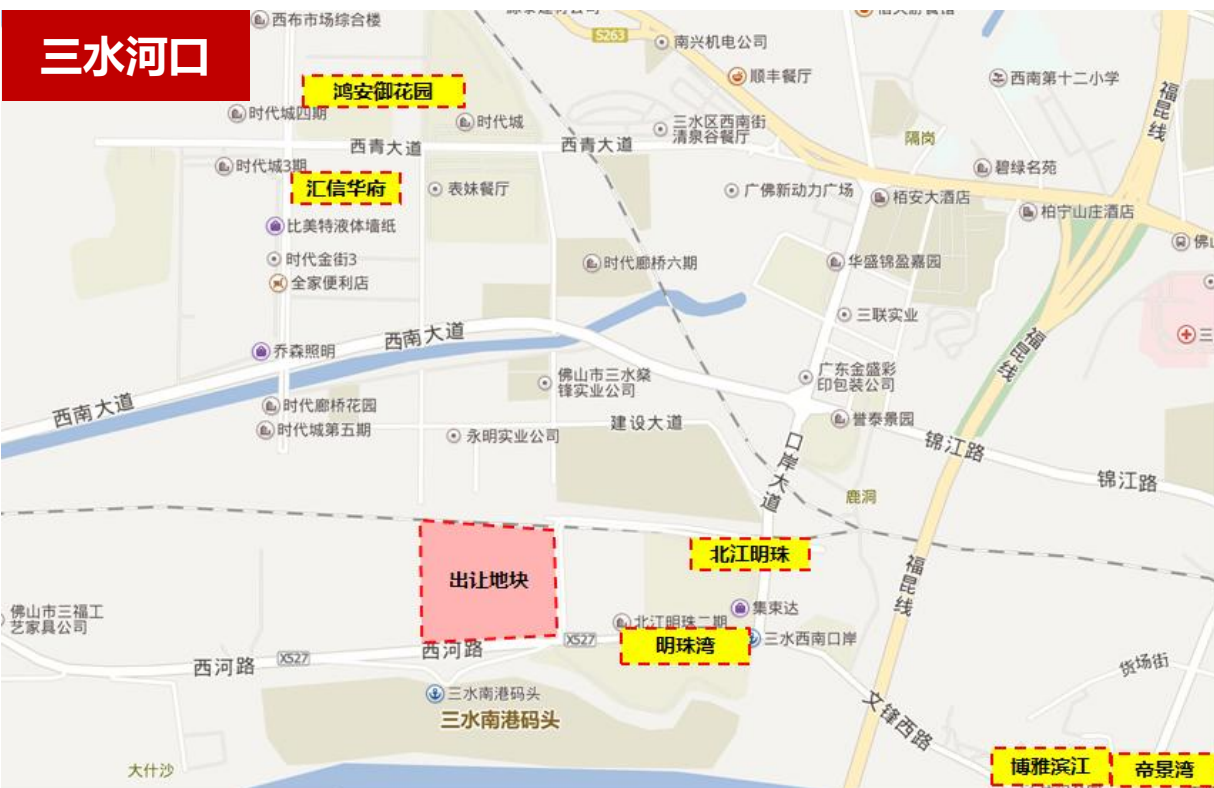 三水河口
西布市场综合楼
S263
南兴机电公司
顺丰餐厅
西南第十二小学
福昆线
鸿安御花园
时代城四期
时代城
三水区西南街
清泉谷餐厅
隔岗
西青大道
西青大道
时代城3期
碧绿名苑
汇信华府
表妹餐厅
广佛新动力广场
栢安大酒店
柏宁山庄酒店
比美特液体墙纸
时代金街3
时代廊桥六期
华盛锦盈嘉园
全家便利店
三联实业
西南大道
福昆线
乔森照明
佛山市三水燊
锋实业公司
广东金盛彩
印包装公司
西南大道
时代廊桥花园
时代城第五期
永明实业公司
建设大道
誉泰景园
口岸大道
锦江路
锦江路
鹿洞
北江明珠
出让地块
福昆线
佛山市三福工
艺家具公司
集束达
北江明珠二期
明珠湾
三水西南口岸
X527
西河路
X527
西河路
货场街
三水南港码头
三水南港码头
文锋西路
大什沙
博雅滨江
帝景湾